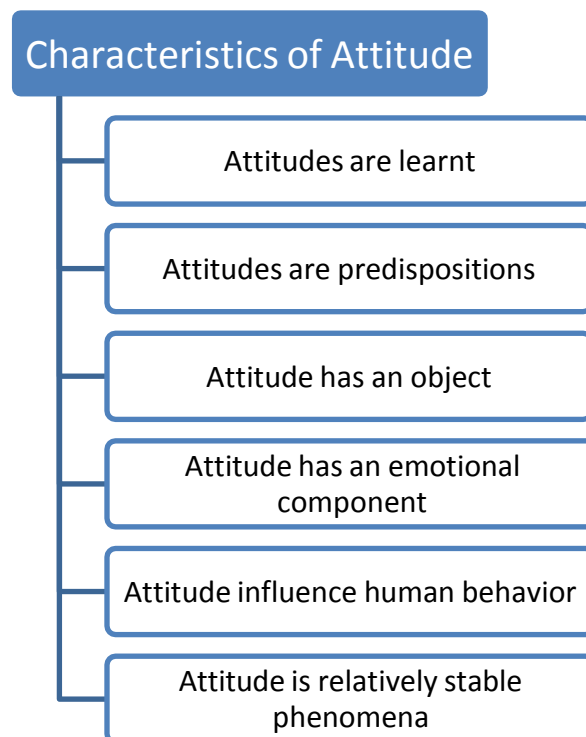 Characteristics of Attitude
Attitudes are learnt
Attitudes are predispositions
Attitude has an object
Attitude has an emotional
component
Attitude influence human behavior
Attitude is relatively stable
phenomena